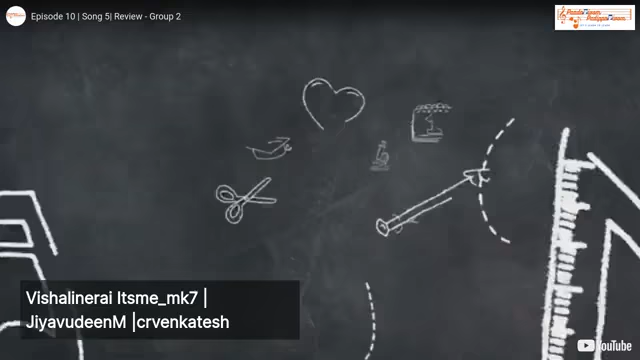 Episode 10 | Song 5| Review - Group 2
Vishalinerai Itsme_mk7 |
JiyavudeenM |crvenkatesh
YouTube